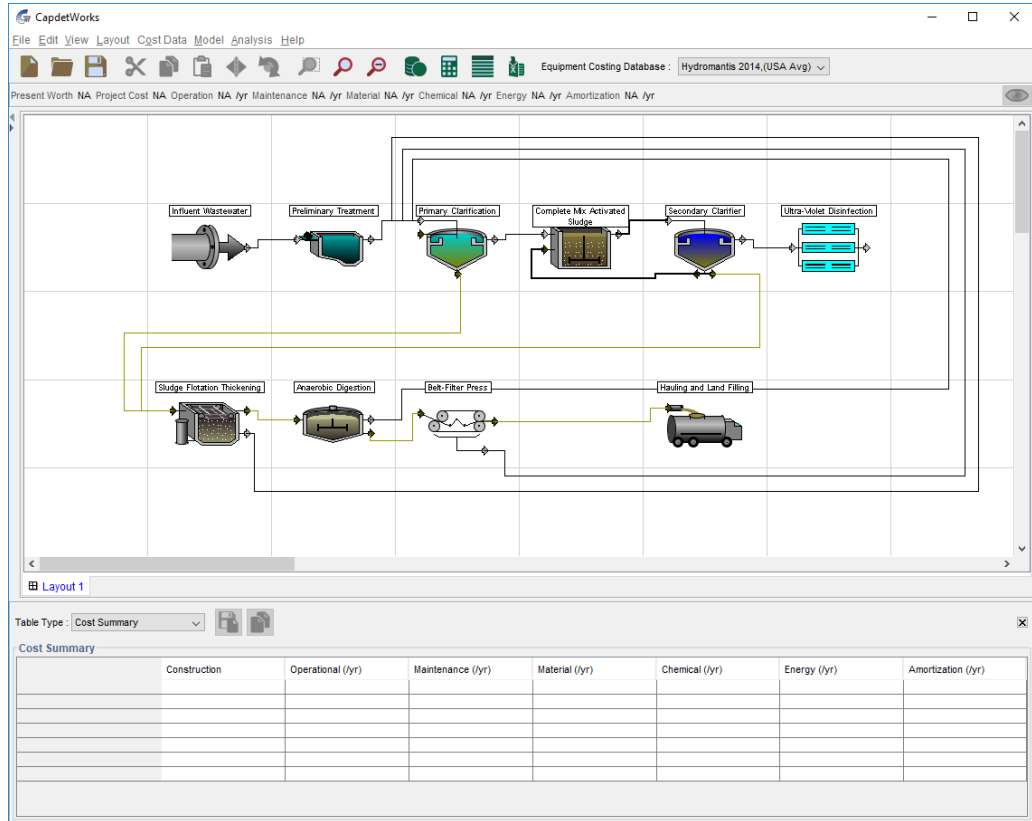 CapdetWorks
File Edit View Layout Cost Data Model Analysis Help
Equipment Costing Database : Hydromantis 2014,(USA Avg)
Present Worth NA Project Cost NA Operation NA /yr Maintenance NA /yr Material NA /yr Chemical NA /yr Energy NA /yr Amortization NA /yr
Influent Wastewater
Preliminary Treatment
Primary Clarification
Complete Mix Activated
Sludge
Secondary Clarifier
Ultra-Violet Disinfection
Sludge Flotation Thickening
Anaerobic Digestion
Belt-Filter Press
Hauling and Land Filling
Layout 1
Table Type : Cost Summary
Cost Summary
Construction Operational (/yr) Maintenance (/yr) Material (/yr) Chemical (/yr) Energy (/yr) Amortization (/yr)